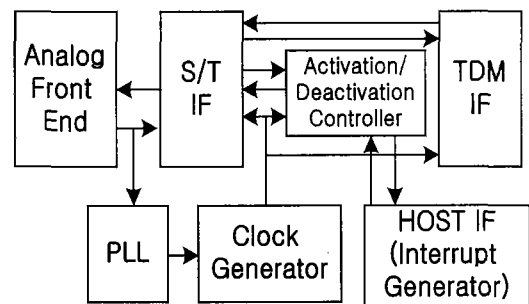 Analog
Front
End
S/T
IF
Activation/
Deactivation
Controller
TDM
IF
PLL
Clock
Generator
HOST IF
(Interrupt
Generator)